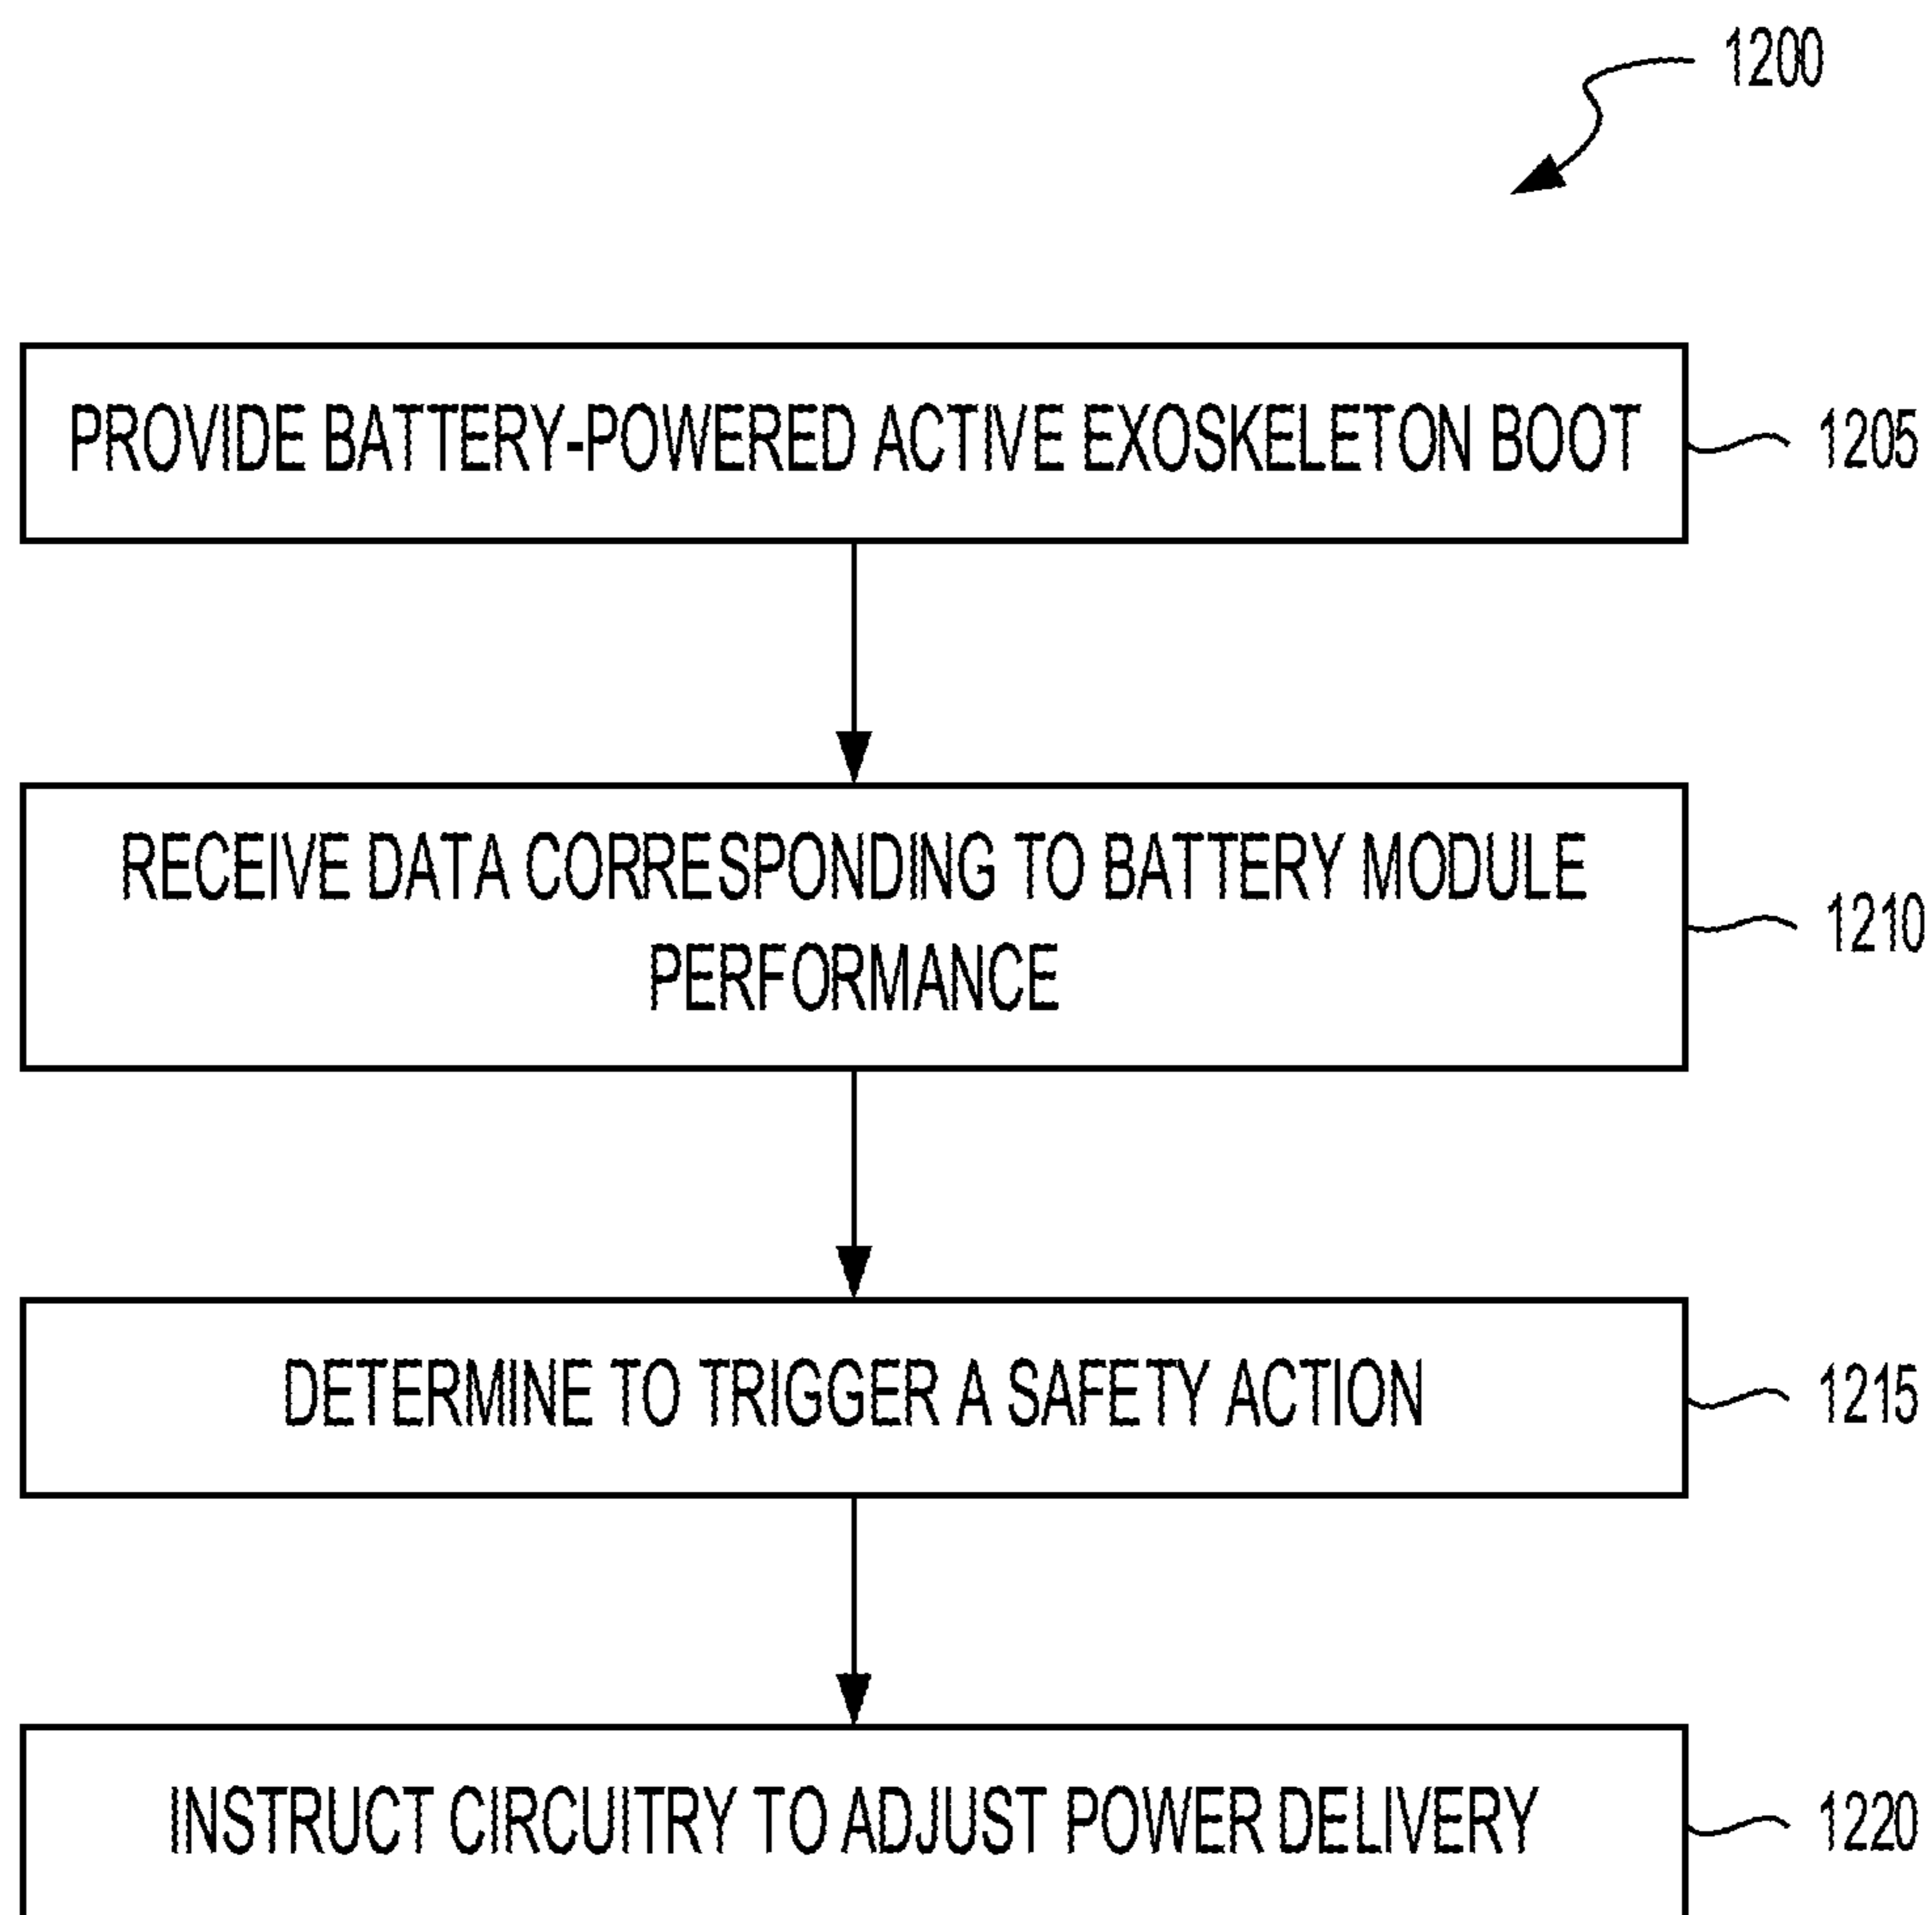 1200
PROVIDE BATTERY-POWERED ACTIVE EXOSKELETON BOOT
1205
RECEIVE DATA CORRESPONDING TO BATTERY MODULE
PERFORMANCE
1210
DETERMINE TO TRIGGER A SAFETY ACTION
1215
INSTRUCT CIRCUITRY TO ADJUST POWER DELIVERY
1220